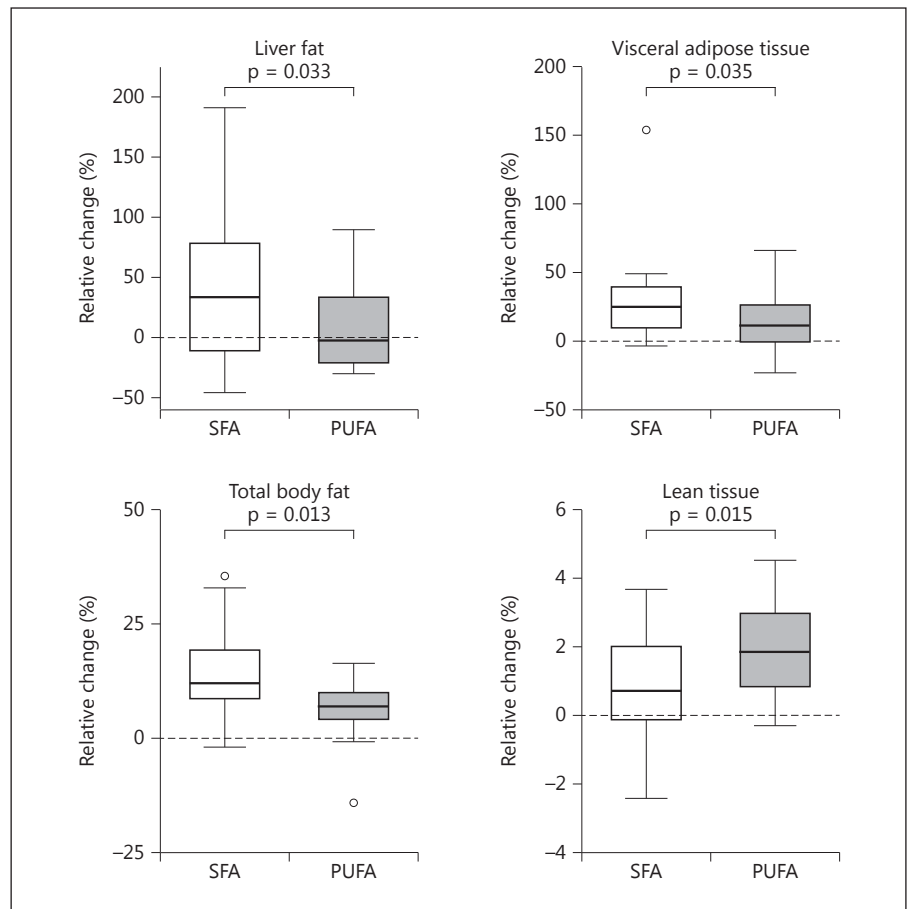 Liver fat
p = 0.033
Relative change (%)
200
150
100
50
0
–50
SFA
PUFA
Visceral adipose tissue
p = 0.035
Relative change (%)
200
150
100
50
0
–50
SFA
PUFA
Total body fat
p = 0.013
Relative change (%)
50
25
0
–25
SFA
PUFA
Lean tissue
p = 0.015
Relative change (%)
6
4
2
0
–2
–4
SFA
PUFA